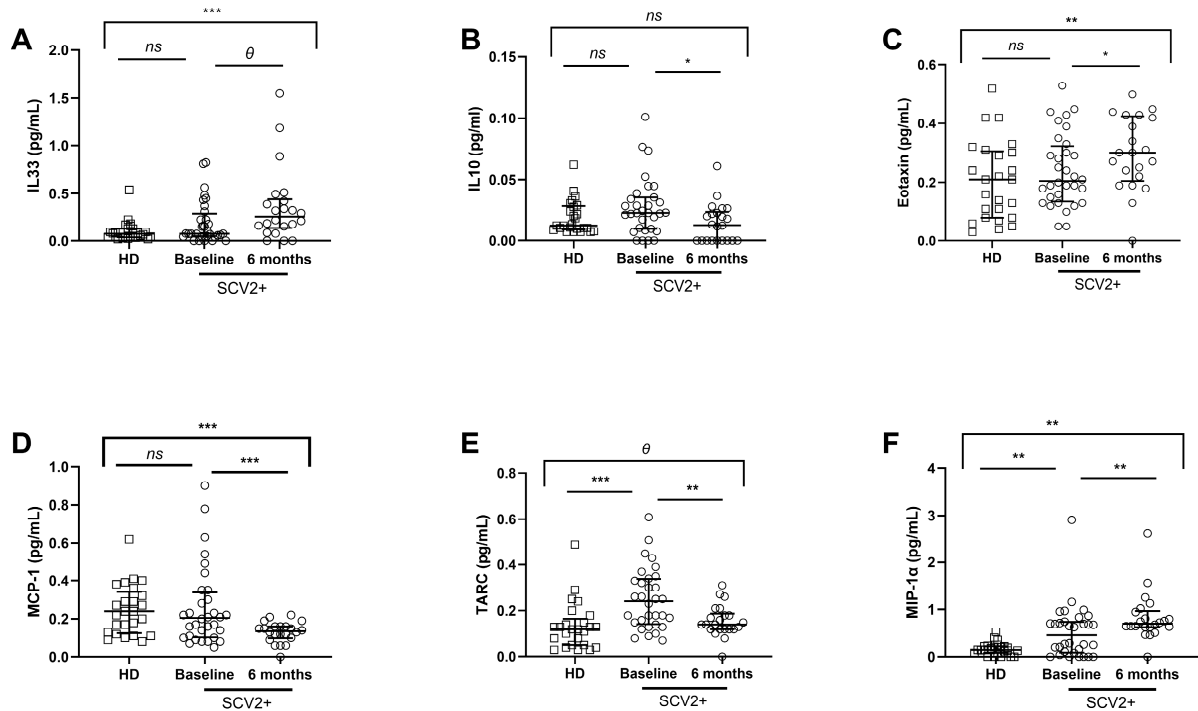 A
***
ns
θ
IL33 (pg/mL)
2.0
1.5
1.0
0.5
0.0
HD
Baseline
6 months
SCV2+
B
ns
ns
*
IL10 (pg/ml)
0.15
0.10
0.05
0.00
HD
Baseline
6 months
SCV2+
C
**
ns
*
Eotaxin (pg/mL)
0.6
0.4
0.2
0.0
HD
Baseline
6 months
SCV2+
D
***
ns
***
MCP-1 (pg/mL)
1.0
0.8
0.6
0.4
0.2
0.0
HD
Baseline
6 months
SCV2+
E
θ
***
**
TARC (pg/mL)
0.8
0.6
0.4
0.2
0.0
HD
Baseline
6 months
SCV2+
F
**
**
**
MIP-1α (pg/mL)
4
3
2
1
0
HD
Baseline
6 months
SCV2+